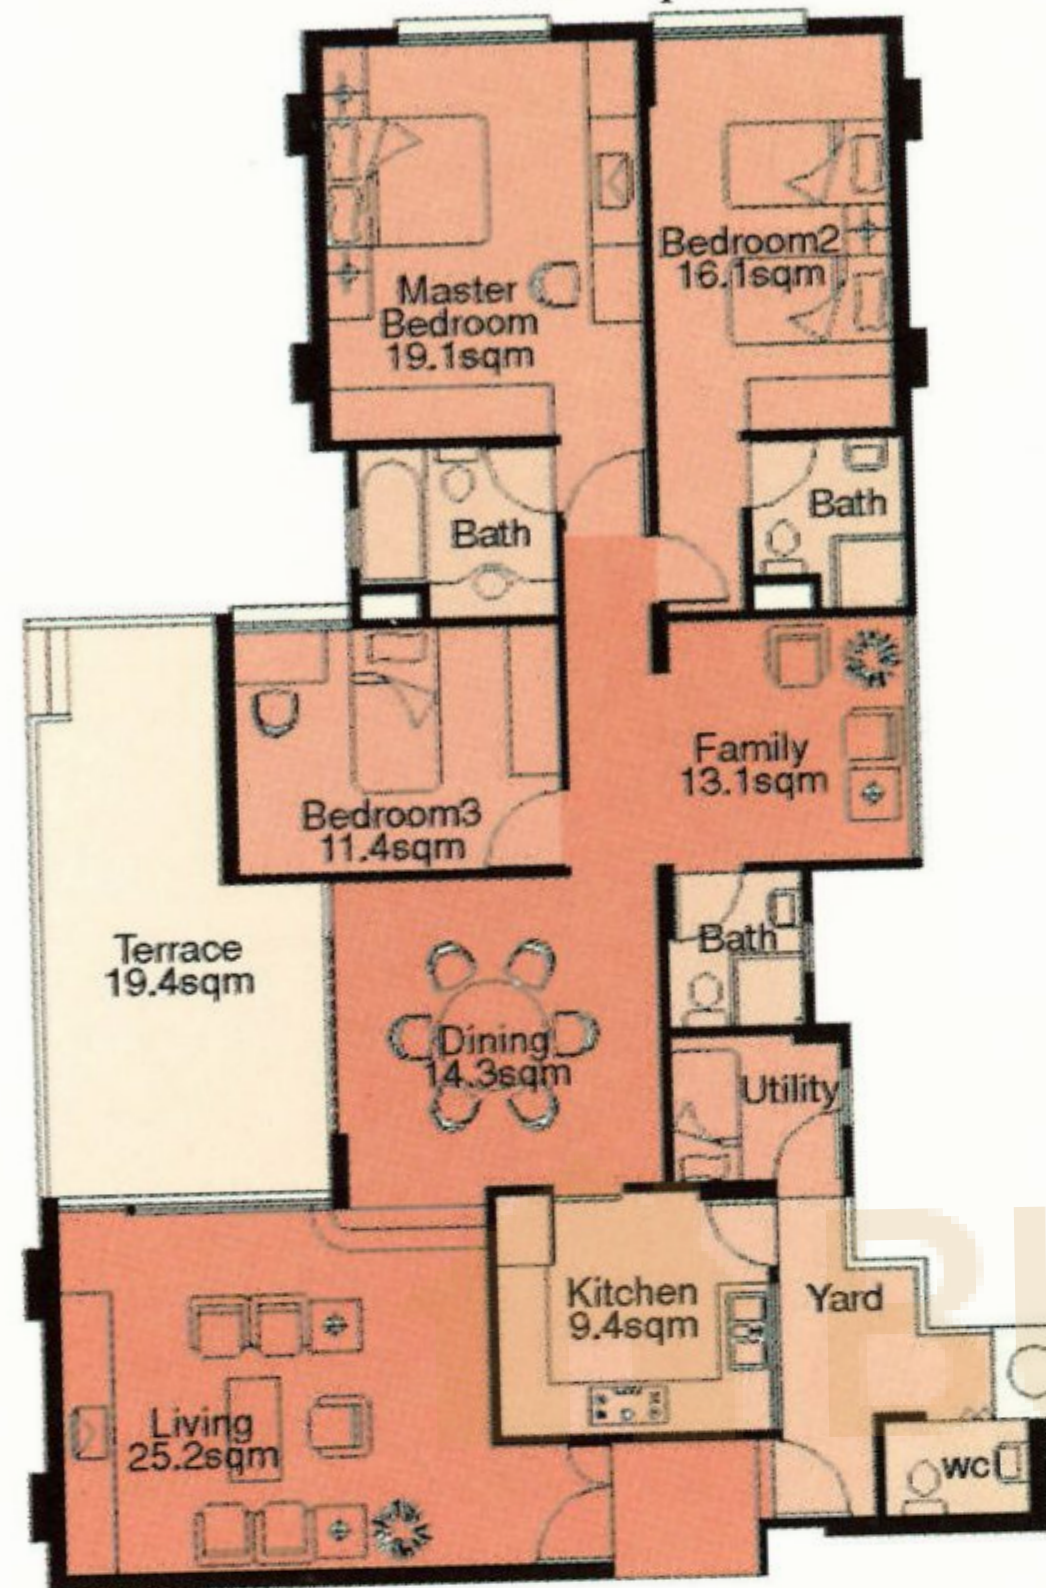 Master
Bedroom
19.1sqm
Bedroom2
16.1sqm
Bath
Bath
Family
13.1sqm
Bedroom3
11.4sqm
Terrace
19.4sqm
Bath
Dining
14.3sqm
Utility
Kitchen
9.4sqm
Yard
Living
25.2sqm
wc